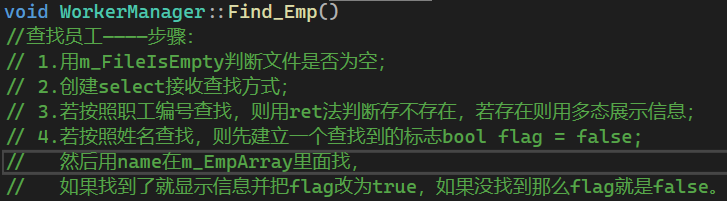 void WorkerManager::Find_Emp()
//查找员工————步骤：
// 1.用m_FileIsEmpty判断文件是否为空；
// 2.创建select接收查找方式；
// 3.若按照职工编号查找，则用ret法判断存不存在，若存在则用多态展示信息；
// 4.若按照姓名查找，则先建立一个查找到的标志bool flag = false;
//   然后用name在m_EmpArray里面找，
//   如果找到了就显示信息并把flag改为true，如果没找到那么flag就是false。